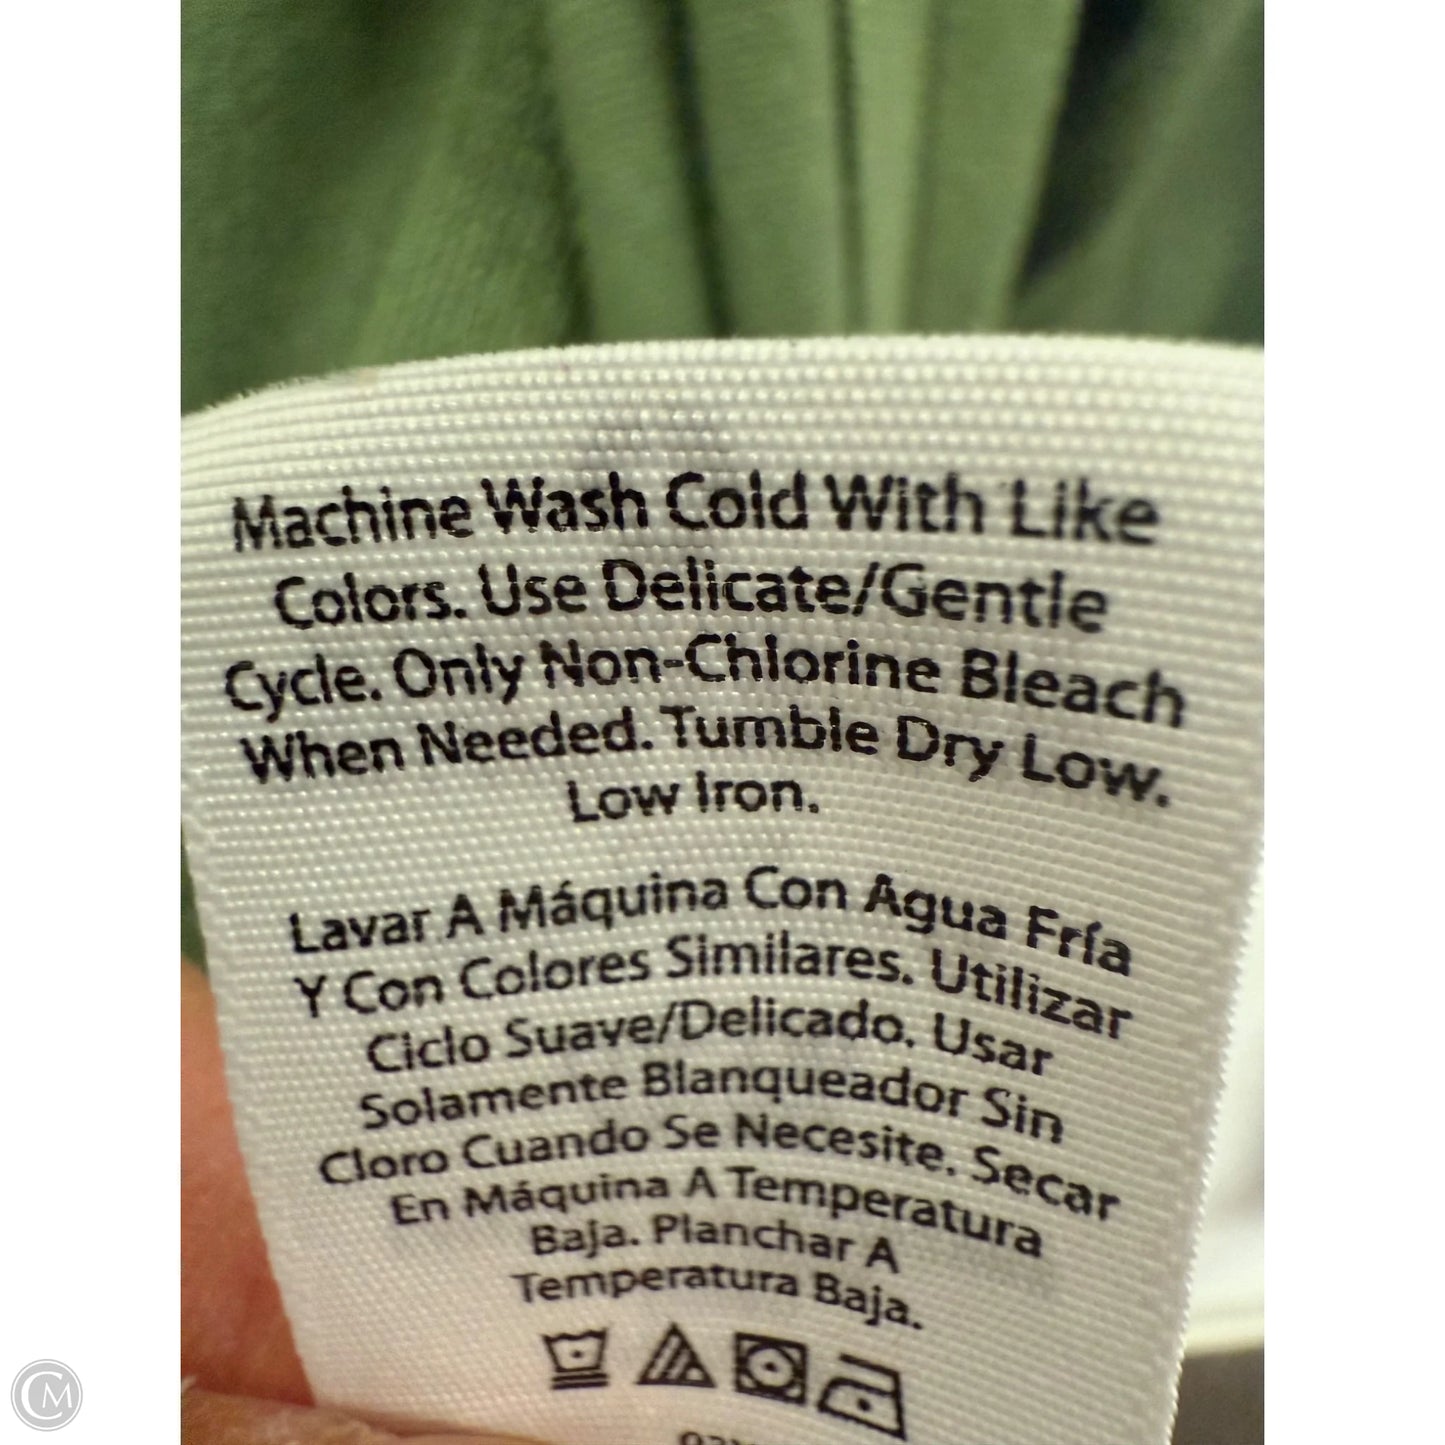 Machine Wash Cold With Like
Colors. Use Delicate/Gentle
Cycle. Only Non-Chlorine Bleach
When Needed. Tumble Dry Low.
Low Iron.
Lavar A Máquina Con Agua Fría
Y Con Colores Similares. Utilizar
Ciclo Suave/Delicado. Usar
Solamente Blanqueador Sin
Cloro Cuando Se Necesite. Secar
En Máquina A Temperatura
Baja. Planchar A
Temperatura Baja.
CM